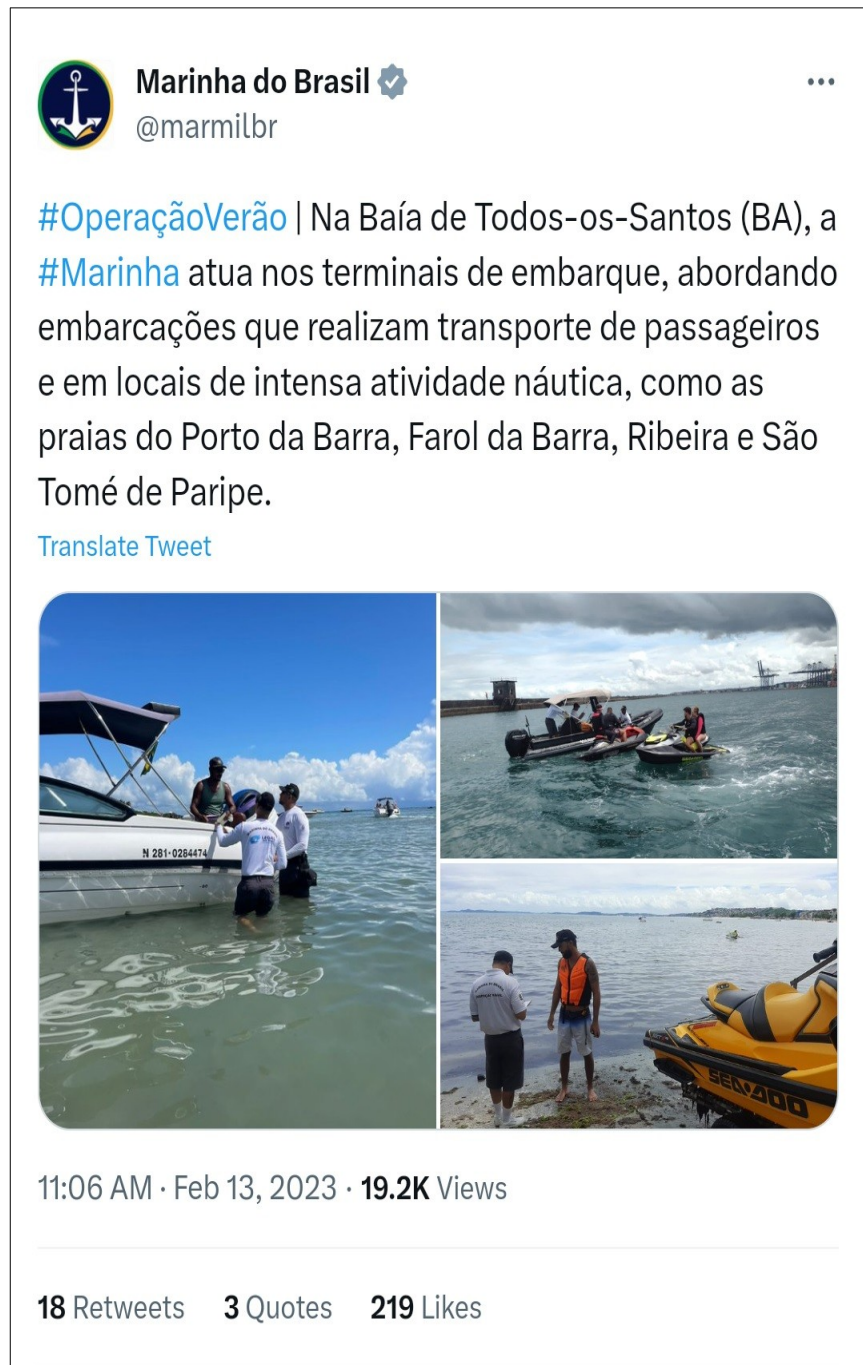 Marinha do Brasil
@marmilbr
#OperaçãoVerão | Na Baía de Todos-os-Santos (BA), a
#Marinha atua nos terminais de embarque, abordando
embarcações que realizam transporte de passageiros
e em locais de intensa atividade náutica, como as
praias do Porto da Barra, Farol da Barra, Ribeira e São
Tomé de Paripe.
Translate Tweet
N 281-0284474
SEA-DOO
11:06 AM · Feb 13, 2023 · 19.2K Views
18 Retweets 3 Quotes 219 Likes